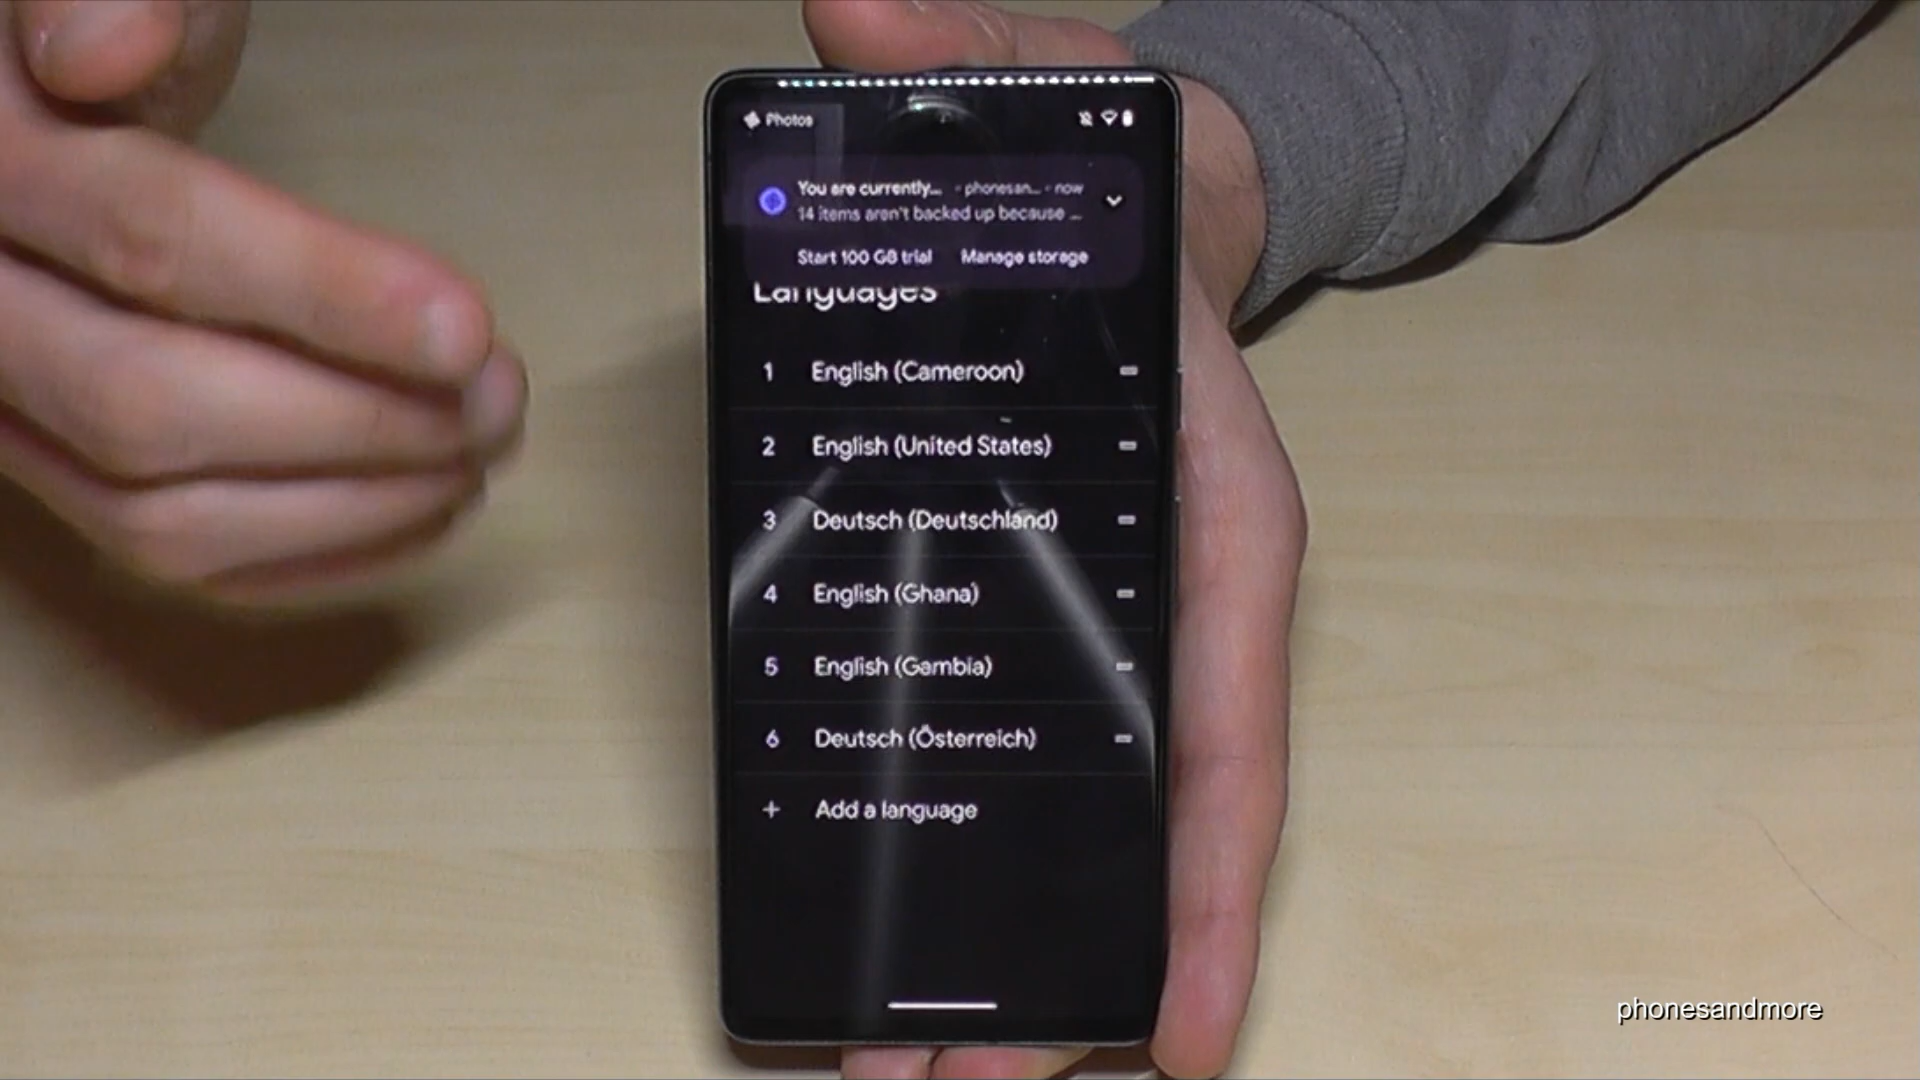 Photos
You are currently... · phonesan... · now
14 items aren't backed up because ...
Start 100 GB trial Manage storage
Languages
1 English (Cameroon)
2 English (United States)
3 Deutsch (Deutschland)
4 English (Ghana)
5 English (Gambia)
6 Deutsch (Österreich)
+ Add a language
phonesandmore